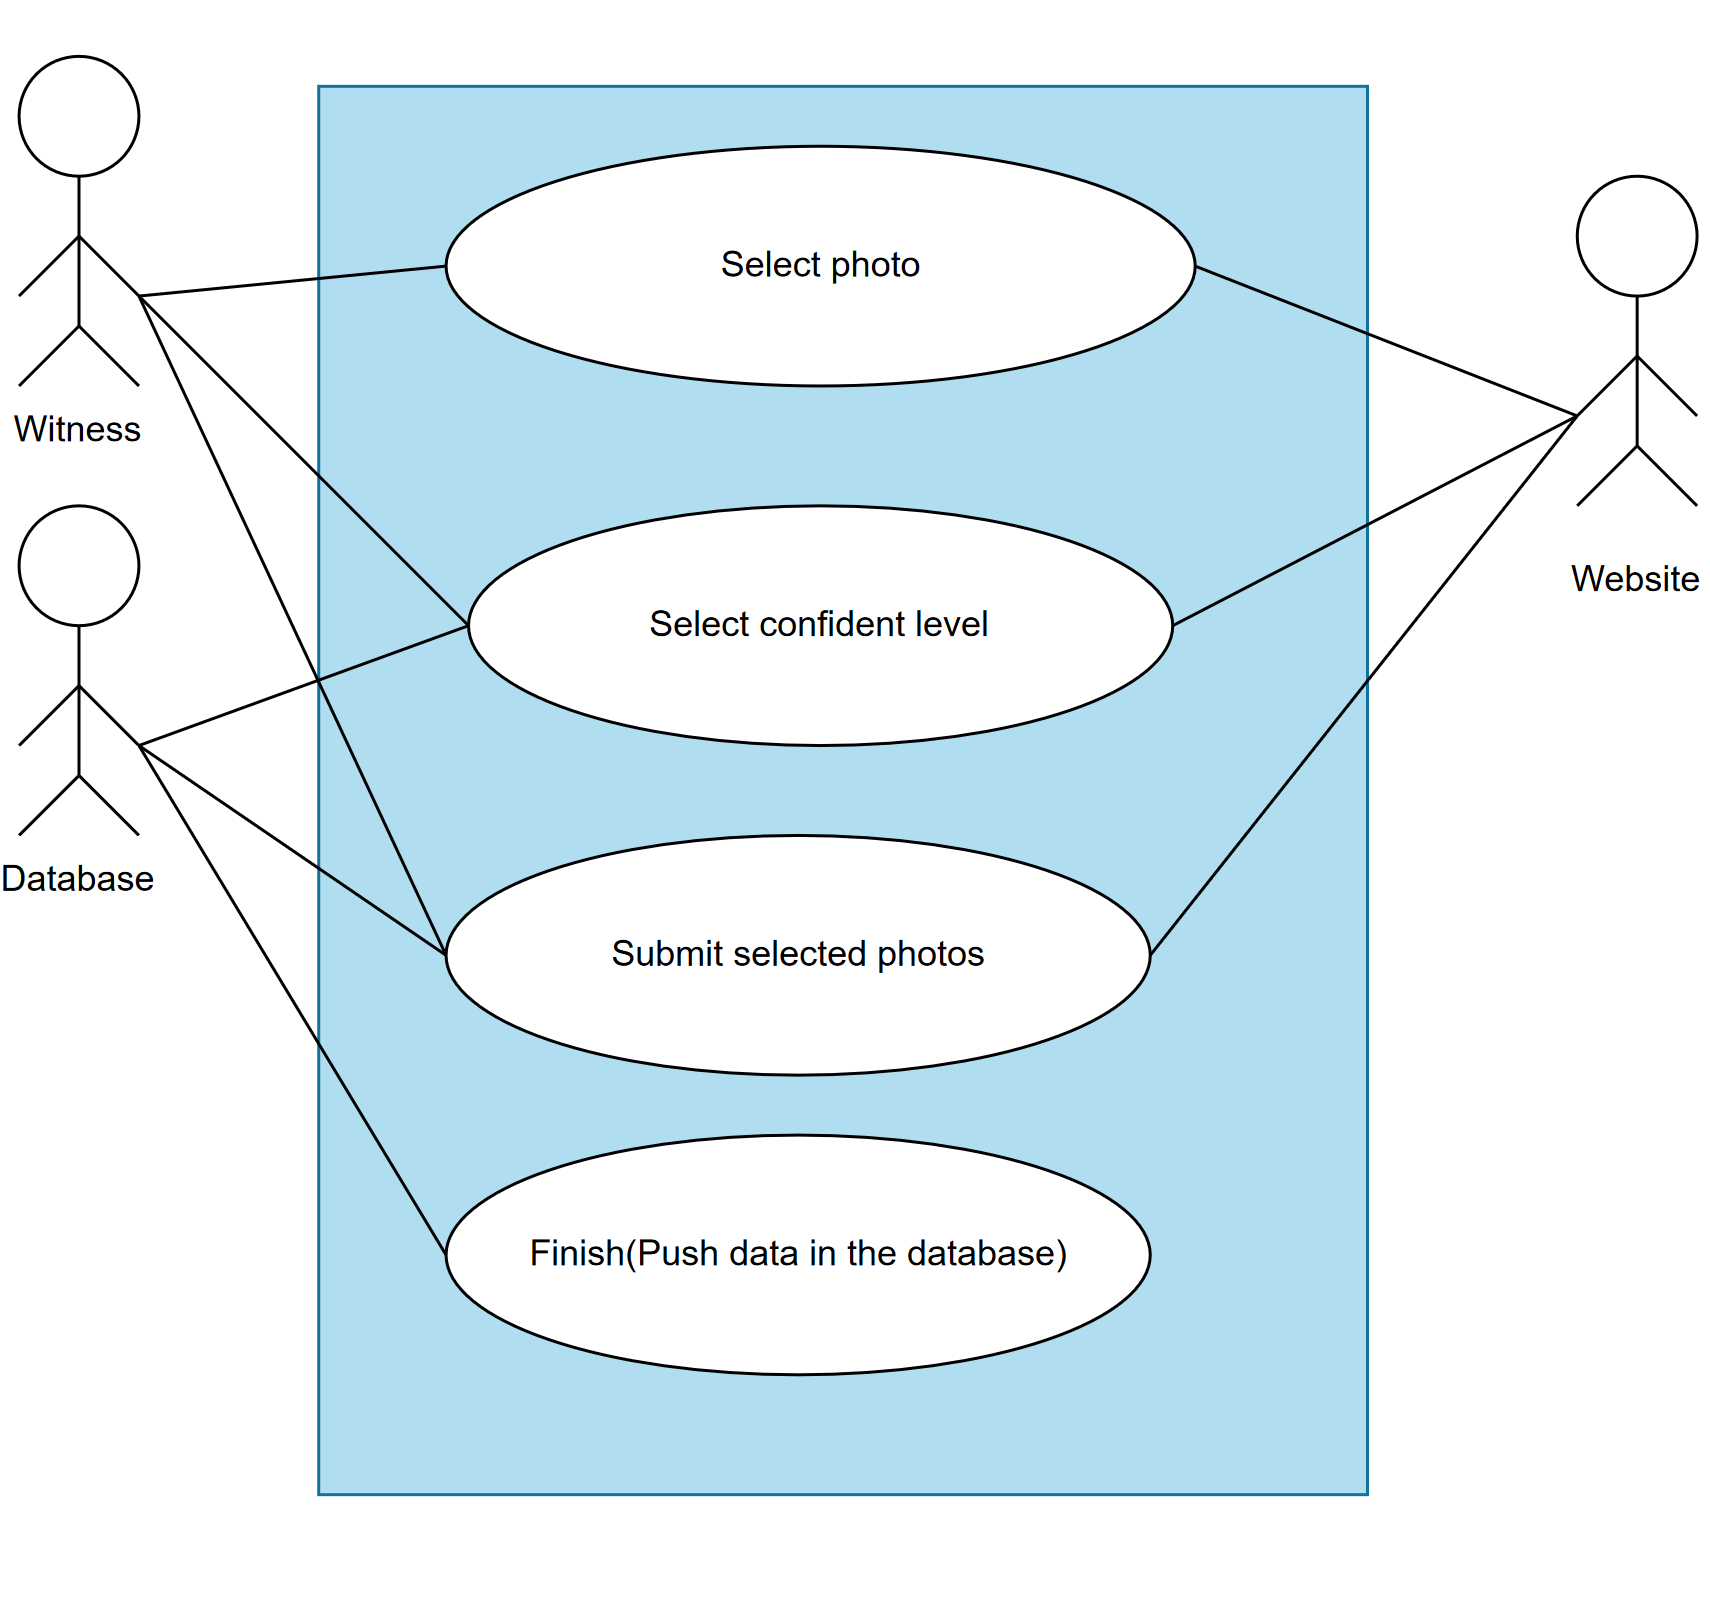 Select photo
Witness
Website
Select confident level
Database
Submit selected photos
Finish(Push data in the database)